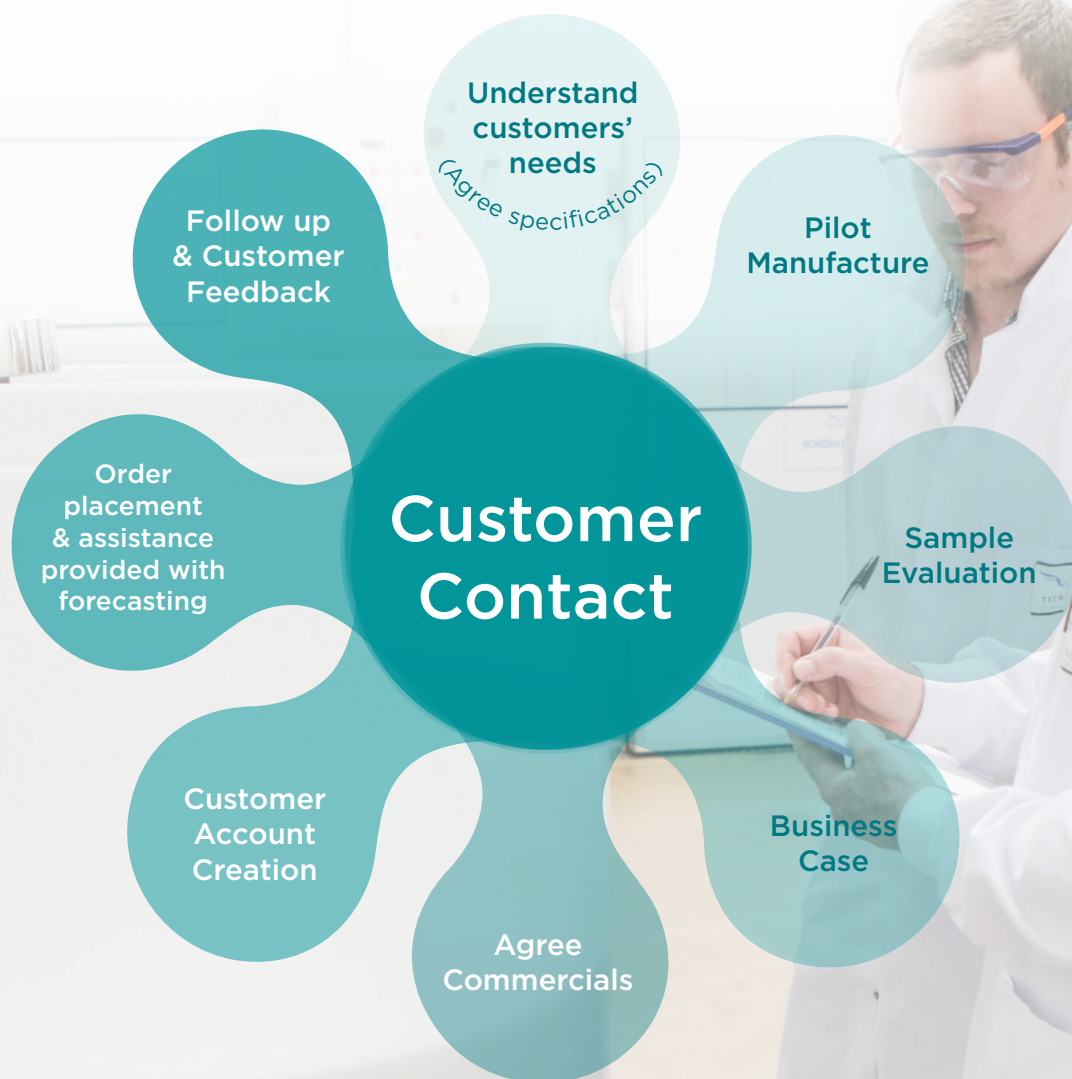 Understand
customers’
needs
(Agree specifications)
Pilot
Manufacture
Sample
Evaluation
Business
Case
Agree
Commercials
Customer
Account
Creation
Order
placement
& assistance
provided with
forecasting
Follow up
& Customer
Feedback
Customer
Contact
TECH